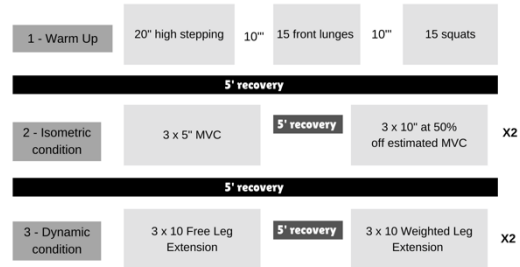 1 - Warm Up
20" high stepping
10'"
15 front lunges
10'"
15 squats
5' recovery
2 - Isometric
condition
3 x 5" MVC
5' recovery
3 x 10" at 50%
off estimated MVC
X2
5' recovery
3 - Dynamic
condition
3 x 10 Free Leg
Extension
5' recovery
3 x 10 Weighted Leg
Extension
X2